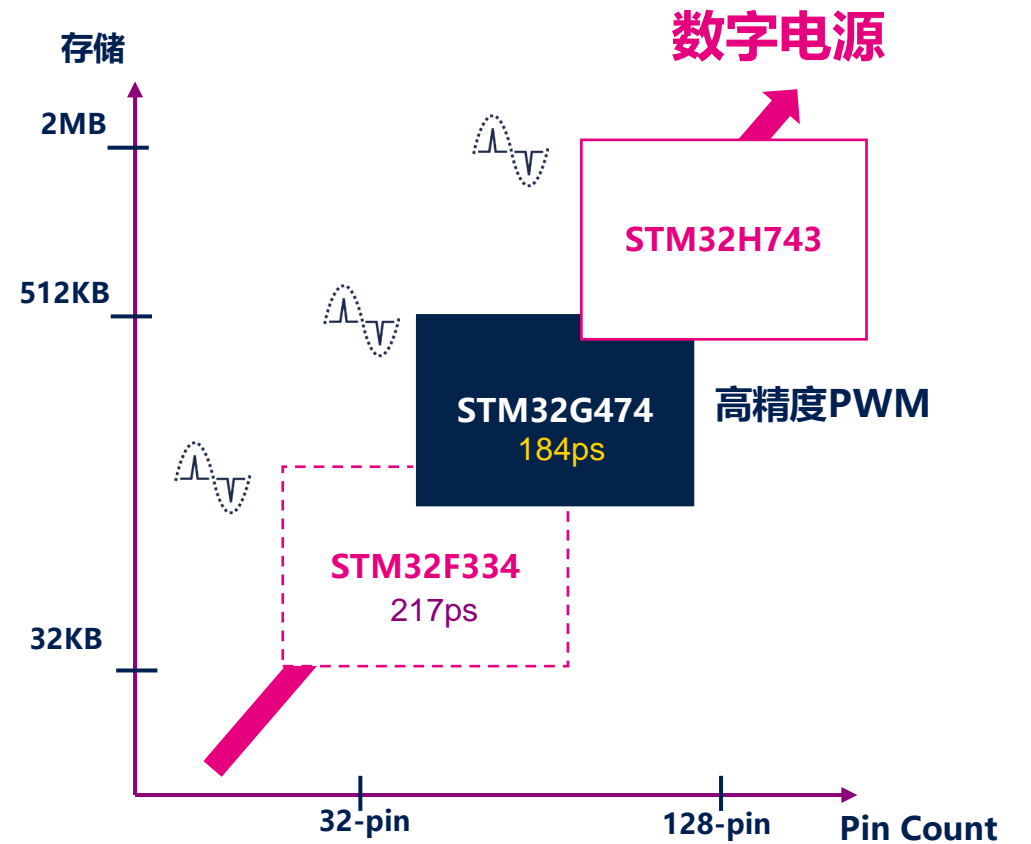 数字电源
存储
2MB
STM32H743
512KB
高精度PWM
STM32G474
184ps
STM32F334
217ps
32KB
32-pin
128-pin
Pin Count